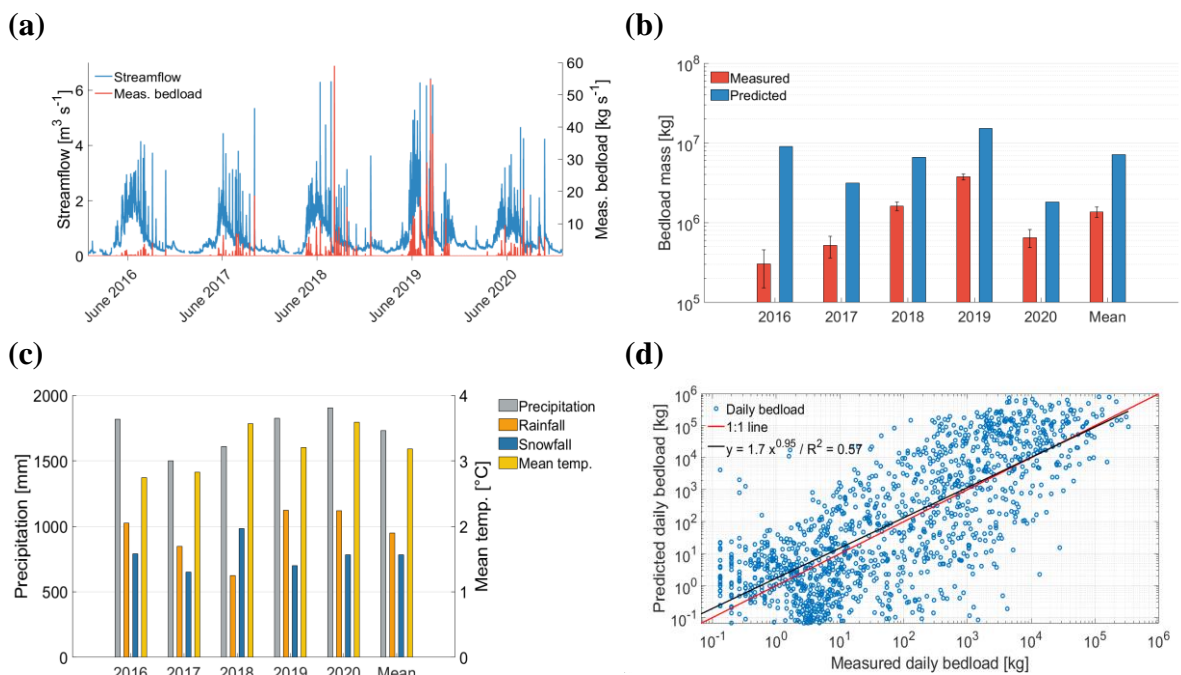 (a)
Streamflow
Meas. bedload
Streamflow [m³ s⁻¹]
0
2
4
6
Meas. bedload [kg s⁻¹]
60
50
40
30
20
10
June 2016
June 2017
June 2018
June 2019
June 2020
(b)
Measured
Predicted
Bedload mass [kg]
10⁸
10⁷
10⁶
10⁵
2016 2017 2018 2019 2020 Mean
(c)
Precipitation
Rainfall
Snowfall
Mean temp.
Precipitation [mm]
2000
1500
1000
500
0
Mean temp. [°C]
4
3
2
1
0
2016 2017 2018 2019 2020 Mean
(d)
Daily bedload
1:1 line
y = 1.7 x^0.95 / R² = 0.57
Predicted daily bedload [kg]
10⁶
10⁵
10⁴
10³
10²
10¹
10⁰
10⁻¹
10⁻¹ 10⁰ 10¹ 10² 10³ 10⁴ 10⁵ 10⁶
Measured daily bedload [kg]